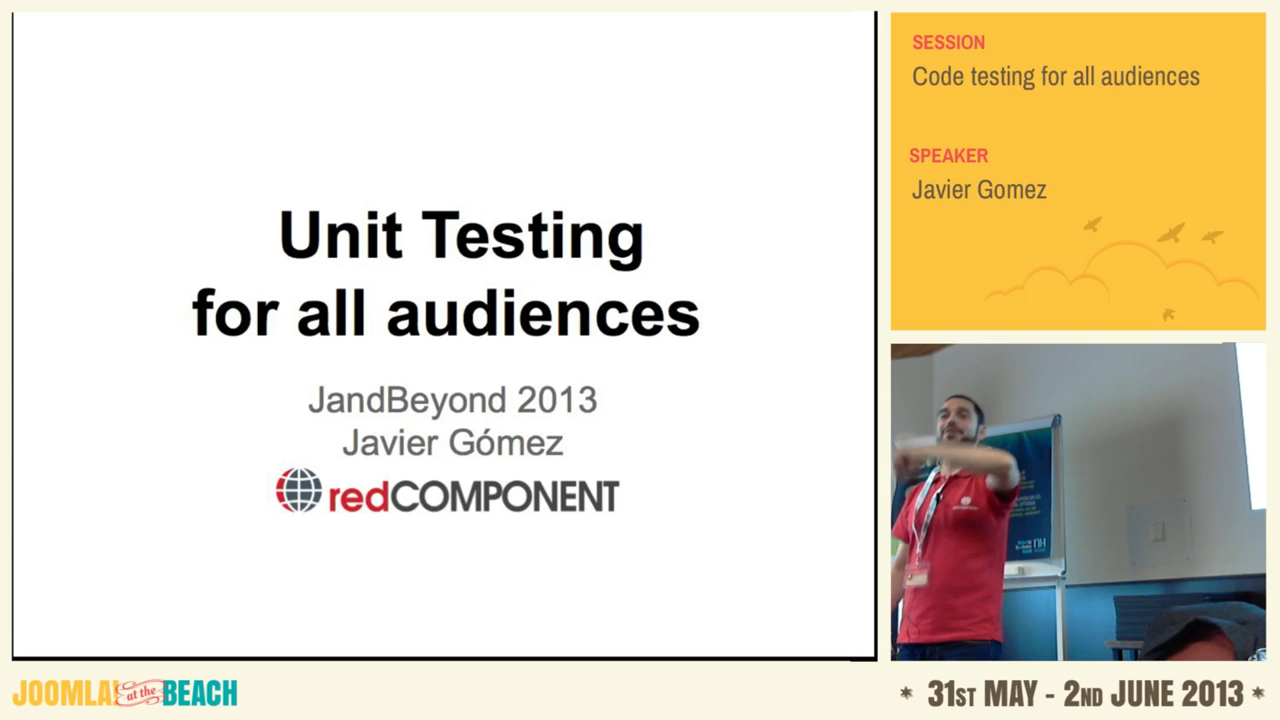 Unit Testing
for all audiences
JandBeyond 2013
Javier Gómez
redCOMPONENT
SESSION
Code testing for all audiences
SPEAKER
Javier Gomez
NH
JOOMLA! at the BEACH
* 31ST MAY - 2ND JUNE 2013 *